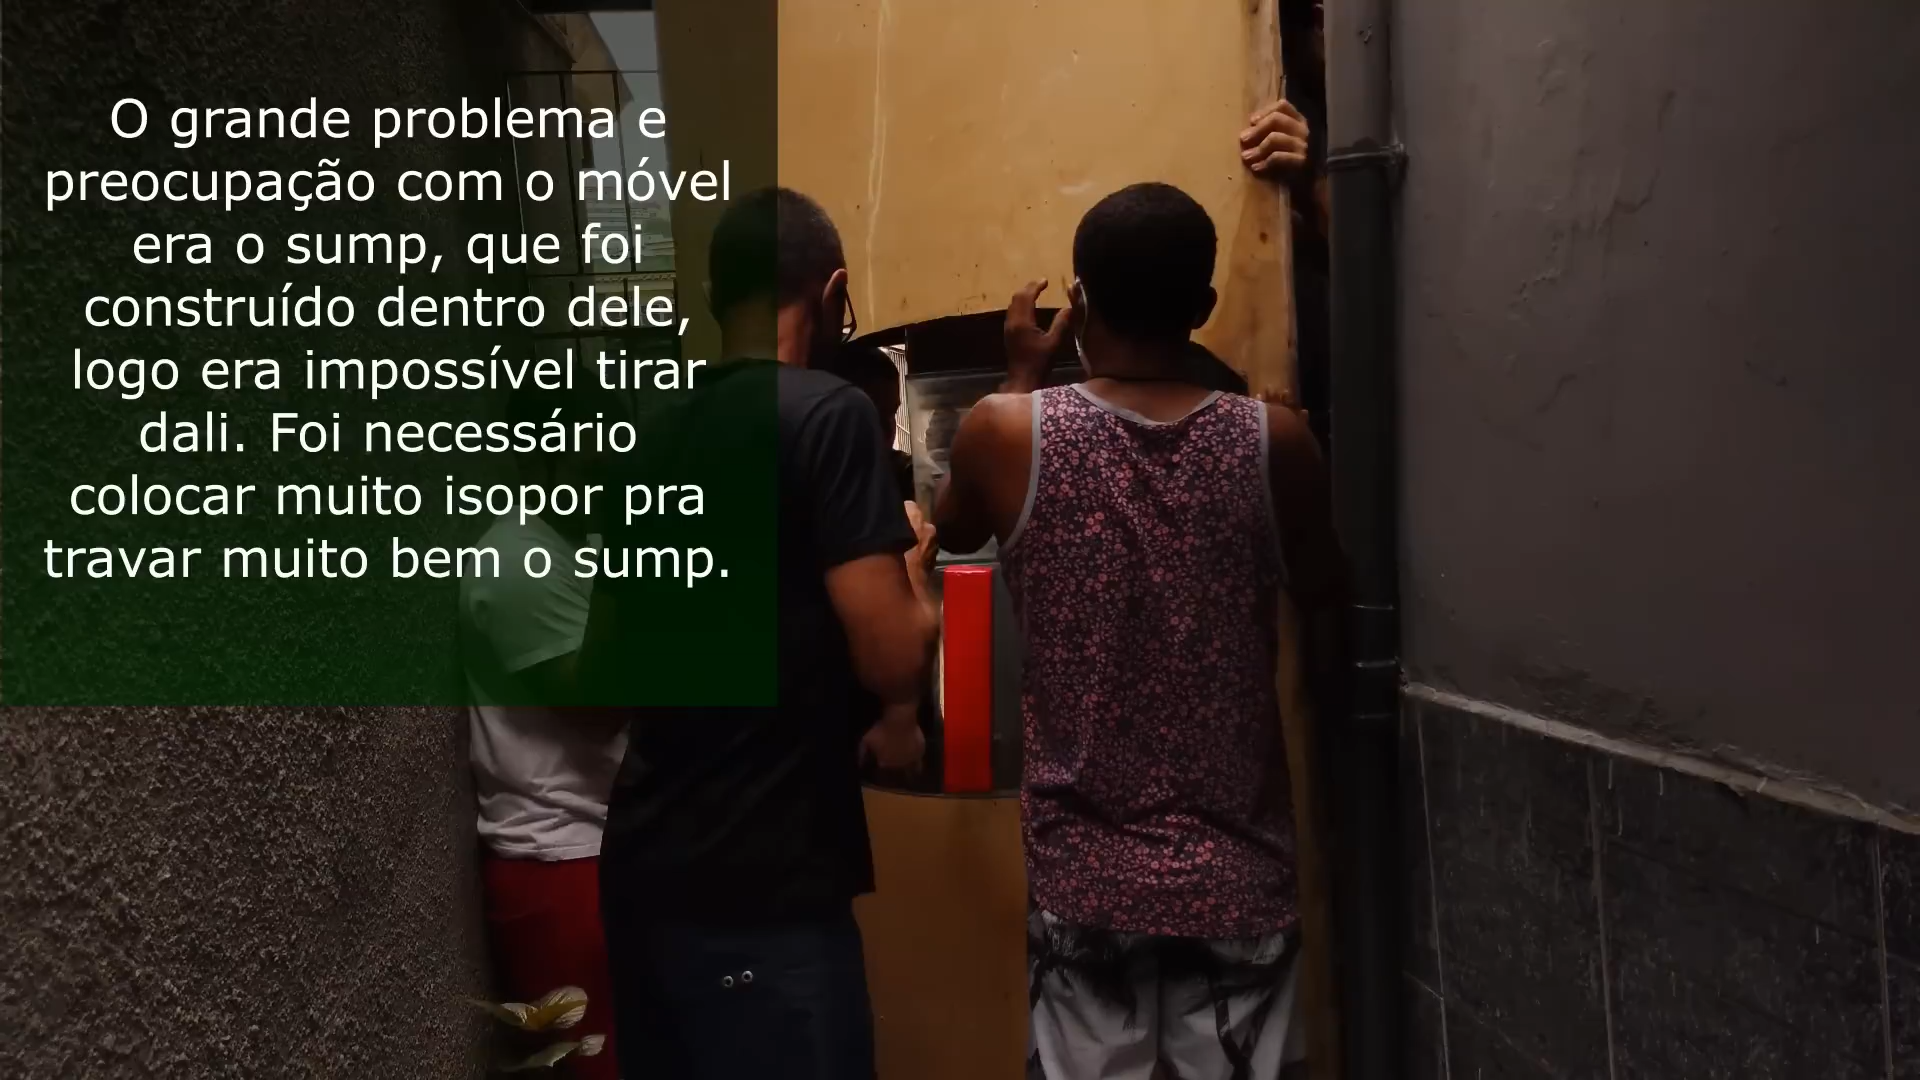 O grande problema e
preocupação com o móvel
era o sump, que foi
construído dentro dele,
logo era impossível tirar
dali. Foi necessário
colocar muito isopor pra
travar muito bem o sump.